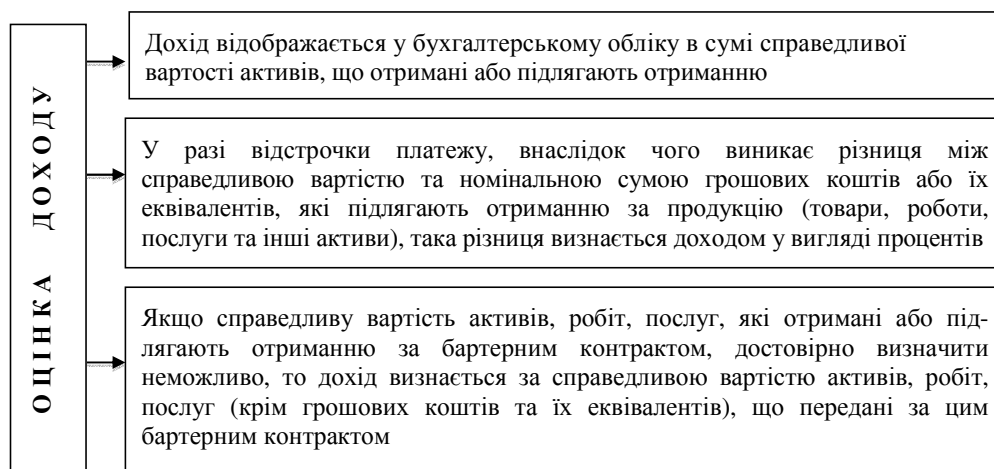 ОЦІНКА ДОХОДУ
Дохід відображається у бухгалтерському обліку в сумі справедливої
вартості активів, що отримані або підлягають отриманню
У разі відстрочки платежу, внаслідок чого виникає різниця між
справедливою вартістю та номінальною сумою грошових коштів або їх
еквівалентів, які підлягають отриманню за продукцію (товари, роботи,
послуги та інші активи), така різниця визнається доходом у вигляді процентів
Якщо справедливу вартість активів, робіт, послуг, які отримані або під-
лягають отриманню за бартерним контрактом, достовірно визначити
неможливо, то дохід визнається за справедливою вартістю активів, робіт,
послуг (крім грошових коштів та їх еквівалентів), що передані за цим
бартерним контрактом